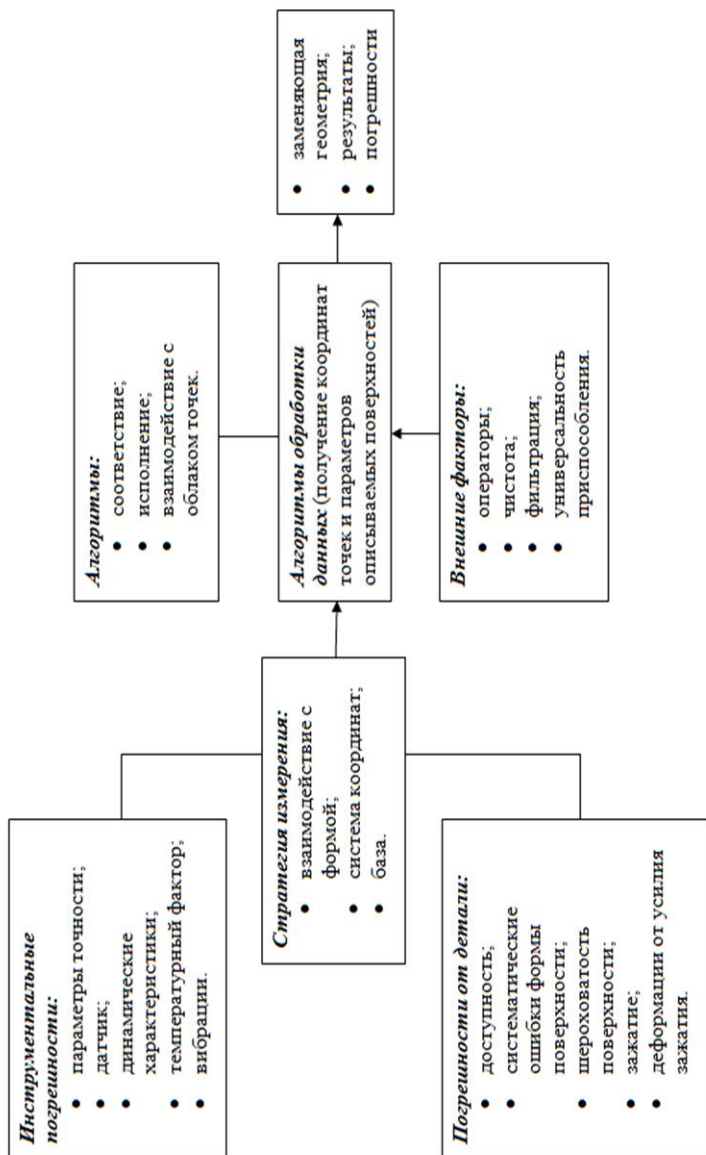 Инструментальные
погрешности:
• параметры точности;
• датчик;
• динамические
характеристики;
• температурный фактор;
• вибрации.
Погрешности от детали:
• доступность;
• систематические
ошибки формы
поверхности;
• шероховатость
поверхности;
• зажатие;
• деформации от усилия
зажатия.
Стратегия измерения:
• взаимодействие с
формой;
• система координат;
• база.
Алгоритмы:
• соответствие;
• исполнение;
• взаимодействие с
облаком точек.
Алгоритмы обработки
данных (получение координат
точек и параметров
описываемых поверхностей)
Внешние факторы:
• операторы;
• чистота;
• фильтрация;
• универсальность
приспособления.
• заменяющая
геометрия;
• результаты;
• погрешности